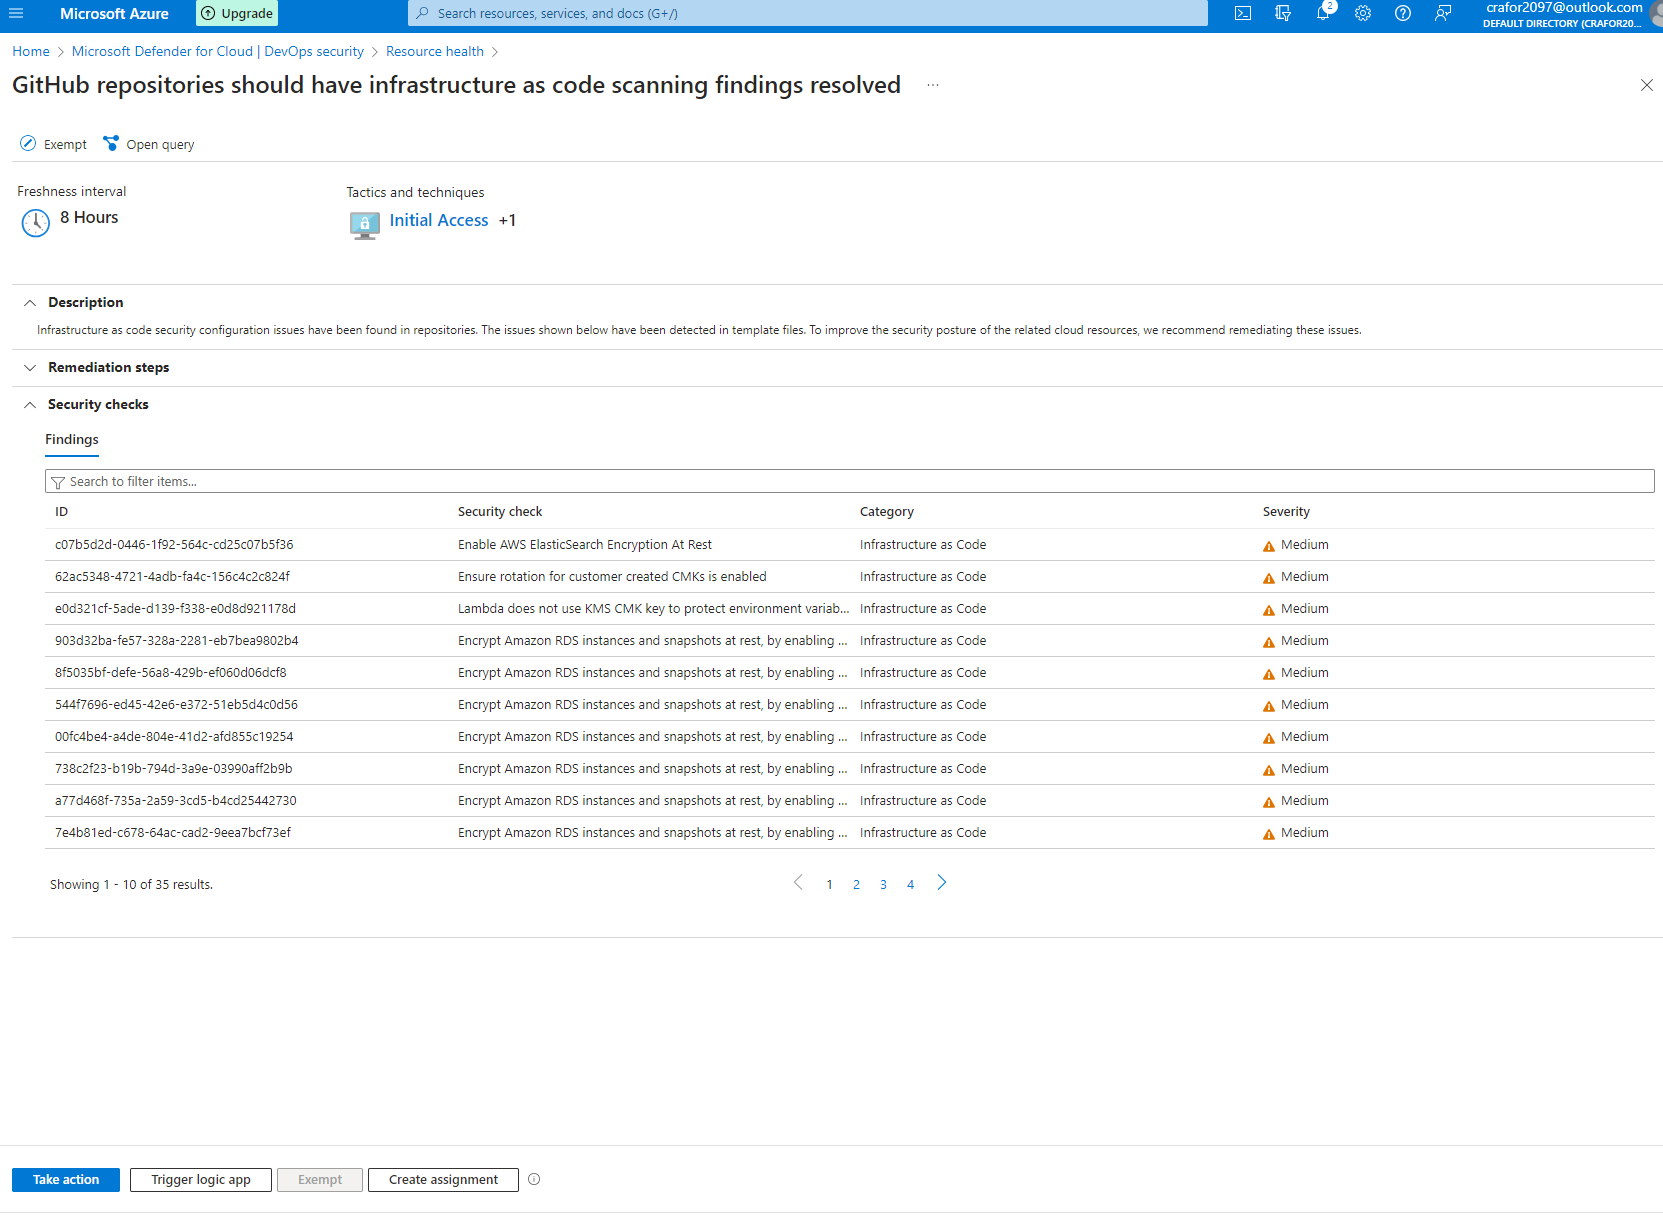 Microsoft Azure
Upgrade
Search resources, services, and docs (G+/)
2
crafor2097@outlook.com
DEFAULT DIRECTORY (CRAFOR20...
Home > Microsoft Defender for Cloud | DevOps security > Resource health >
GitHub repositories should have infrastructure as code scanning findings resolved ...
Exempt
Open query
Freshness interval
8 Hours
Tactics and techniques
Initial Access +1
Description
Infrastructure as code security configuration issues have been found in repositories. The issues shown below have been detected in template files. To improve the security posture of the related cloud resources, we recommend remediating these issues.
Remediation steps
Security checks
Findings
Search to filter items...
ID Security check Category Severity
c07b5d2d-0446-1f92-564c-cd25c07b5f36 Enable AWS ElasticSearch Encryption At Rest Infrastructure as Code Medium
62ac5348-4721-4adb-fa4c-156c4c2c824f Ensure rotation for customer created CMKs is enabled Infrastructure as Code Medium
e0d321cf-5ade-d139-f338-e0d8d921178d Lambda does not use KMS CMK key to protect environment variab... Infrastructure as Code Medium
903d32ba-fe57-328a-2281-eb7bea9802b4 Encrypt Amazon RDS instances and snapshots at rest, by enabling ... Infrastructure as Code Medium
8f5035bf-defe-56a8-429b-ef060d06dcf8 Encrypt Amazon RDS instances and snapshots at rest, by enabling ... Infrastructure as Code Medium
544f7696-ed45-42e6-e372-51eb5d4c0d56 Encrypt Amazon RDS instances and snapshots at rest, by enabling ... Infrastructure as Code Medium
00fc4be4-a4de-804e-41d2-afd855c19254 Encrypt Amazon RDS instances and snapshots at rest, by enabling ... Infrastructure as Code Medium
738c2f23-b19b-794d-3a9e-03990aff2b9b Encrypt Amazon RDS instances and snapshots at rest, by enabling ... Infrastructure as Code Medium
a77d468f-735a-2a59-3cd5-b4cd25442730 Encrypt Amazon RDS instances and snapshots at rest, by enabling ... Infrastructure as Code Medium
7e4b81ed-c678-64ac-cad2-9eea7bcf73ef Encrypt Amazon RDS instances and snapshots at rest, by enabling ... Infrastructure as Code Medium
Showing 1 - 10 of 35 results.
1 2 3 4
Take action
Trigger logic app
Exempt
Create assignment